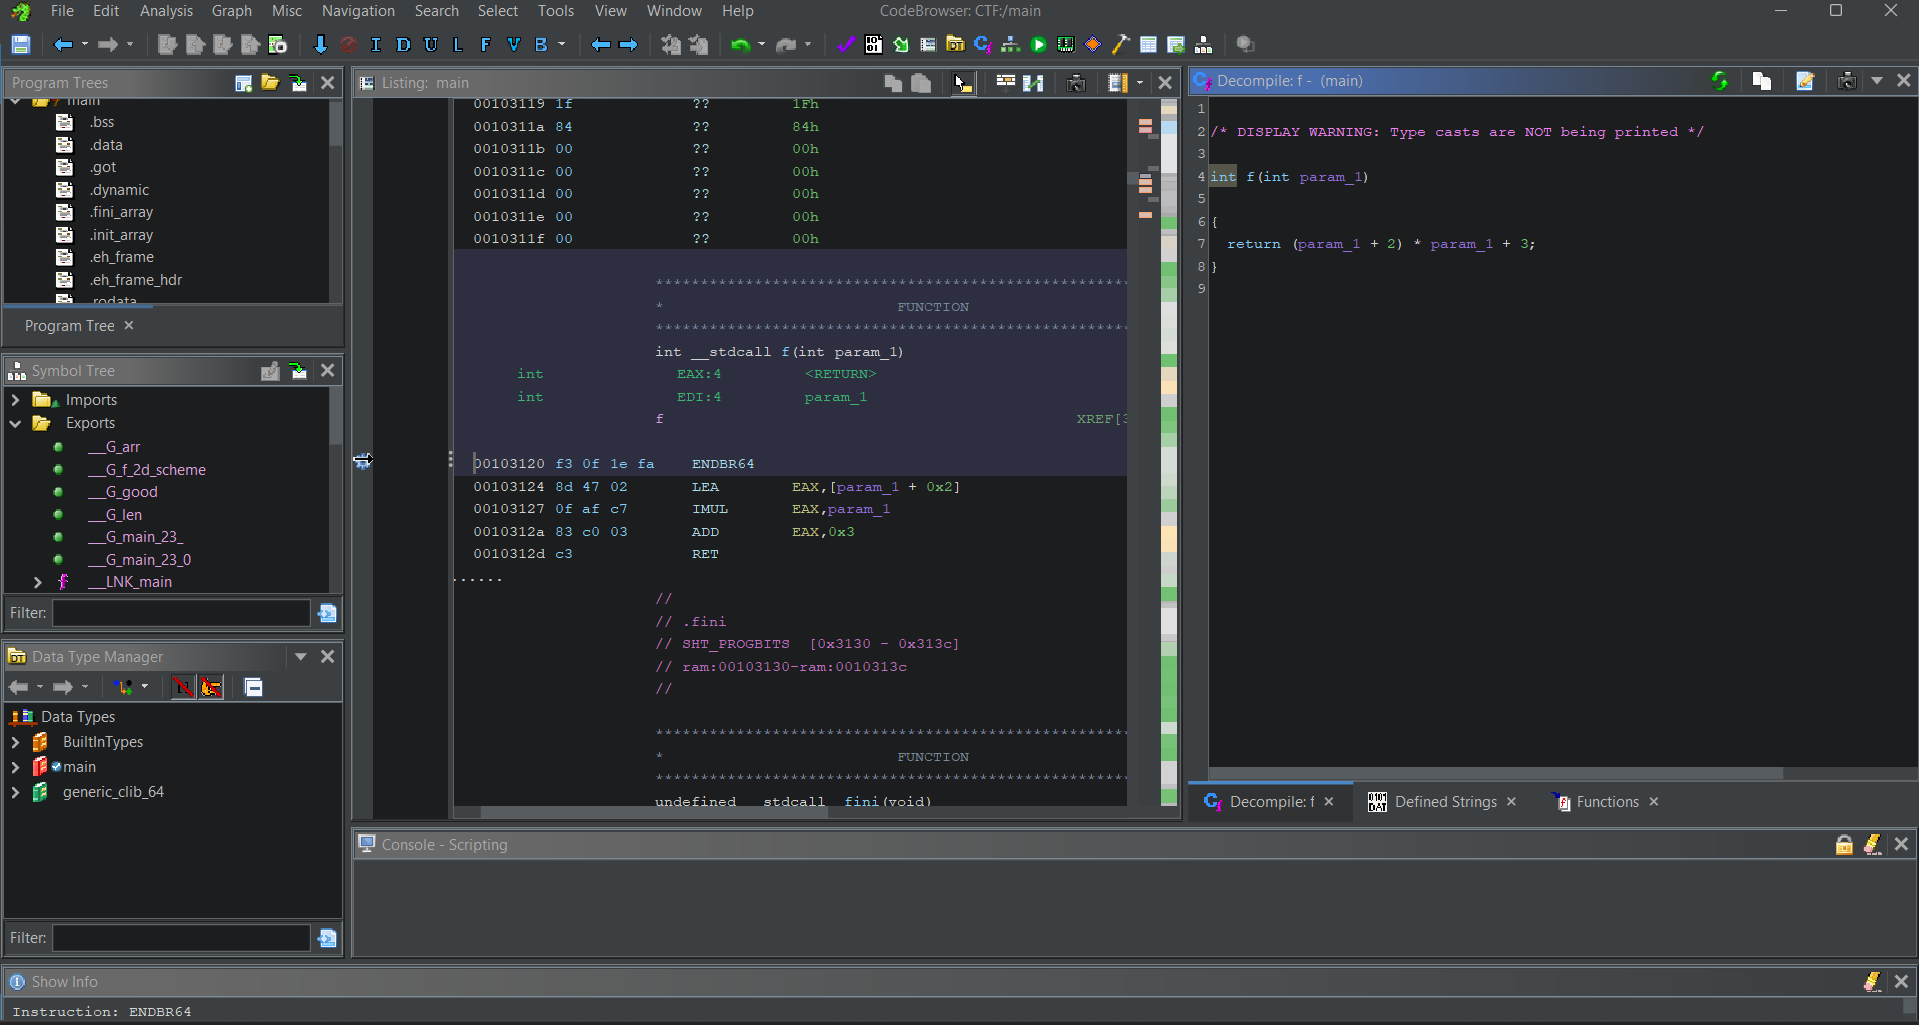 File Edit Analysis Graph Misc Navigation Search Select Tools View Window Help
CodeBrowser: CTF:/main
I D U L F V B
Program Trees
main
.bss
.data
.got
.dynamic
.fini_array
.init_array
.eh_frame
.eh_frame_hdr
.rodata
Program Tree
Symbol Tree
Imports
Exports
__G_arr
__G_f_2d_scheme
__G_good
__G_len
__G_main_23_
__G_main_23_0
__LNK_main
Filter:
Data Type Manager
Data Types
BuiltInTypes
main
generic_clib_64
Filter:
Listing: main
00103119 1f ?? 1Fh
0010311a 84 ?? 84h
0010311b 00 ?? 00h
0010311c 00 ?? 00h
0010311d 00 ?? 00h
0010311e 00 ?? 00h
0010311f 00 ?? 00h
* FUNCTION
int __stdcall f(int param_1)
int EAX:4 <RETURN>
int EDI:4 param_1
f XREF[3
00103120 f3 0f 1e fa ENDBR64
00103124 8d 47 02 LEA EAX,[param_1 + 0x2]
00103127 0f af c7 IMUL EAX,param_1
0010312a 83 c0 03 ADD EAX,0x3
0010312d c3 RET
......
//
// .fini
// SHT_PROGBITS [0x3130 - 0x313c]
// ram:00103130-ram:0010313c
//
* FUNCTION
undefined __stdcall _fini(void)
Decompile: f - (main)
1
2 /* DISPLAY WARNING: Type casts are NOT being printed */
3
4 int f(int param_1)
5
6 {
7 return (param_1 + 2) * param_1 + 3;
8 }
9
Decompile: f
Defined Strings
Functions
Console - Scripting
Show Info
Instruction: ENDBR64